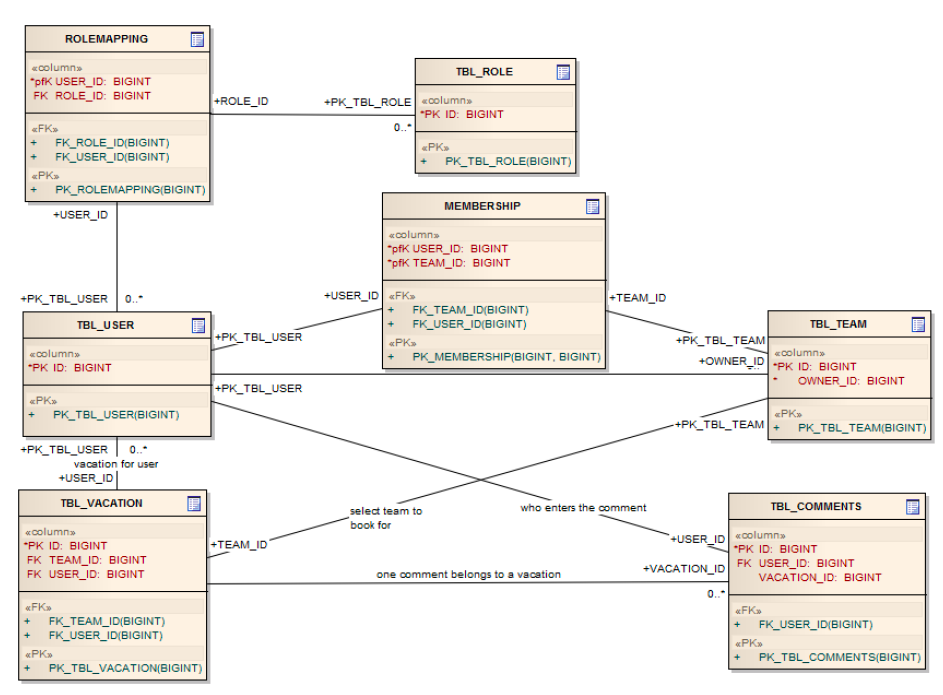 ROLEMAPPING
«column»
*pfK USER_ID: BIGINT
FK ROLE_ID: BIGINT
«FK»
+ FK_ROLE_ID(BIGINT)
+ FK_USER_ID(BIGINT)
«PK»
+ PK_ROLEMAPPING(BIGINT)
+ROLE_ID
+PK_TBL_ROLE
0..*
TBL_ROLE
«column»
*PK ID: BIGINT
«PK»
+ PK_TBL_ROLE(BIGINT)
+USER_ID
+PK_TBL_USER
0..*
MEMBERSHIP
«column»
*pfK USER_ID: BIGINT
*pfK TEAM_ID: BIGINT
«FK»
+ FK_TEAM_ID(BIGINT)
+ FK_USER_ID(BIGINT)
«PK»
+ PK_MEMBERSHIP(BIGINT, BIGINT)
+USER_ID
+TEAM_ID
TBL_USER
«column»
*PK ID: BIGINT
«PK»
+ PK_TBL_USER(BIGINT)
+PK_TBL_USER
+PK_TBL_USER
+PK_TBL_TEAM
+OWNER_ID
TBL_TEAM
«column»
*PK ID: BIGINT
* OWNER_ID: BIGINT
«PK»
+ PK_TBL_TEAM(BIGINT)
+PK_TBL_TEAM
+PK_TBL_USER
0..*
vacation for user
+USER_ID
TBL_VACATION
«column»
*PK ID: BIGINT
FK TEAM_ID: BIGINT
FK USER_ID: BIGINT
«FK»
+ FK_TEAM_ID(BIGINT)
+ FK_USER_ID(BIGINT)
«PK»
+ PK_TBL_VACATION(BIGINT)
+TEAM_ID
select team to
book for
who enters the comment
one comment belongs to a vacation
+USER_ID
+VACATION_ID
0..*
TBL_COMMENTS
«column»
*PK ID: BIGINT
FK USER_ID: BIGINT
VACATION_ID: BIGINT
«FK»
+ FK_USER_ID(BIGINT)
«PK»
+ PK_TBL_COMMENTS(BIGINT)